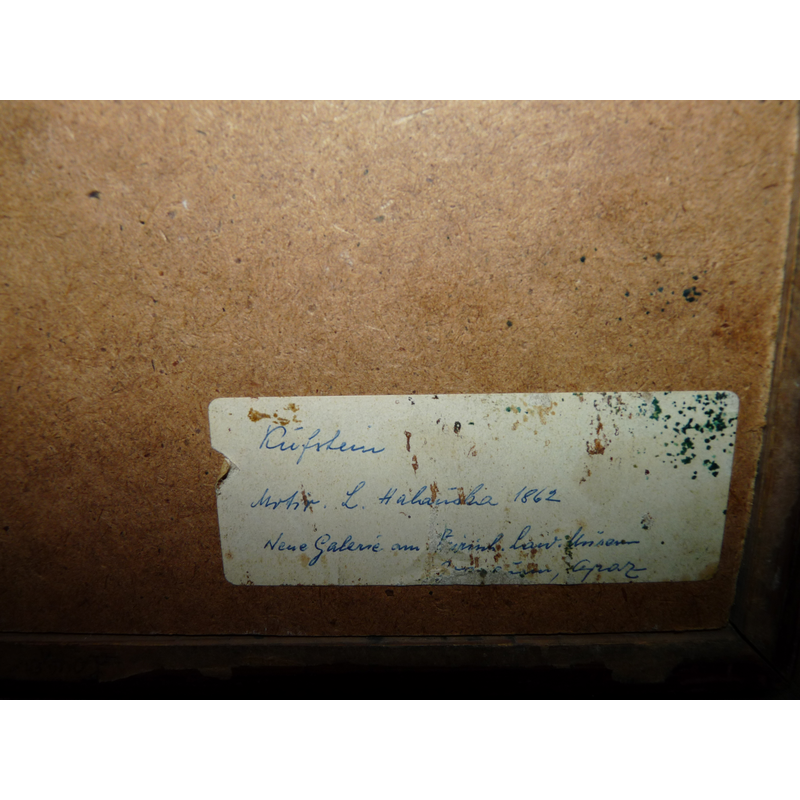 Kufstein
Motiv. L. Halauska 1862
Neue Galerie am
Graz